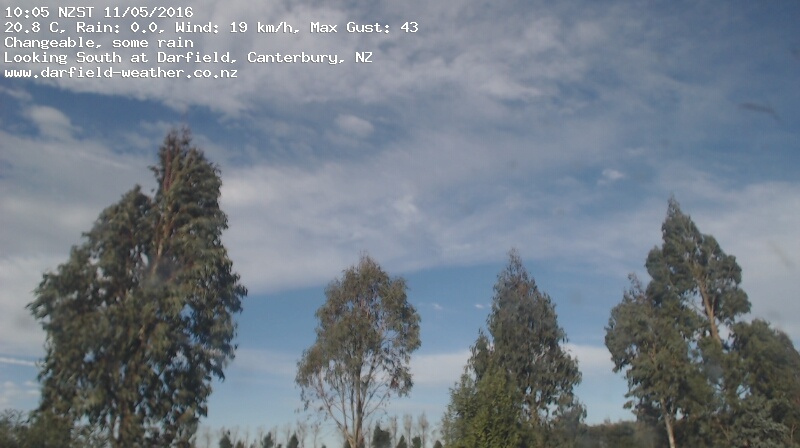 10:05 NZST 11/05/2016
20.8 C, Rain: 0.0, Wind: 19 km/h, Max Gust: 43
Changeable, some rain
Looking South at Darfield, Canterbury, NZ
www.darfield-weather.co.nz